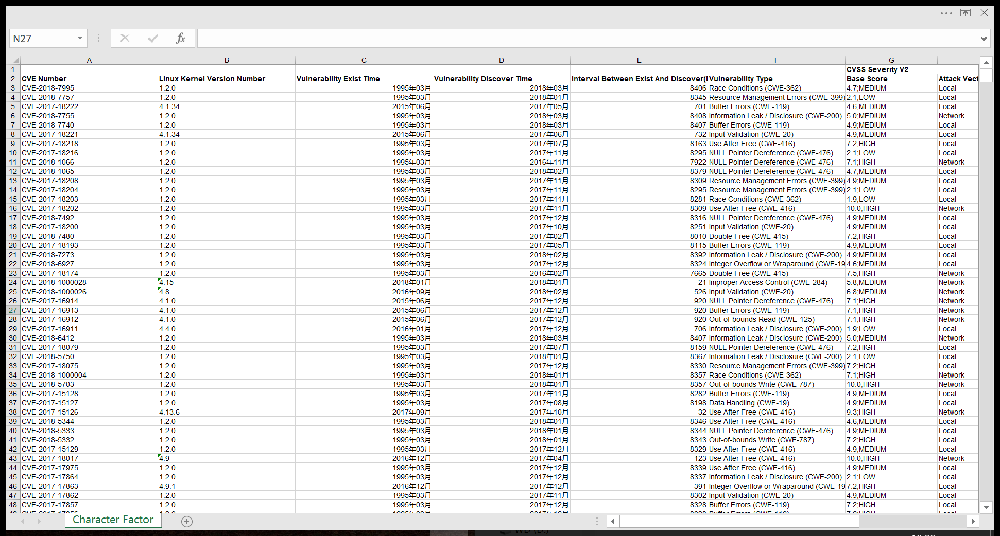 N27
fx
A B C D E F G
1 CVSS Severity V2
2 CVE Number Linux Kernel Version Number Vulnerability Exist Time Vulnerability Discover Time Interval Between Exist And Discover( Vulnerability Type Base Score Attack Vect
3 CVE-2018-7995 1.2.0 1995年03月 2018年03月 8406 Race Conditions (CWE-362) 4.7;MEDIUM Local
4 CVE-2018-7757 1.2.0 1995年03月 2018年01月 8345 Resource Management Errors (CWE-399) 2.1;LOW Local
5 CVE-2017-18222 4.1.34 2015年06月 2017年05月 701 Buffer Errors (CWE-119) 4.6;MEDIUM Local
6 CVE-2018-7755 1.2.0 1995年03月 2018年03月 8408 Information Leak / Disclosure (CWE-200) 5.0;MEDIUM Network
7 CVE-2018-7740 1.2.0 1995年03月 2018年03月 8407 Buffer Errors (CWE-119) 4.9;MEDIUM Local
8 CVE-2017-18221 4.1.34 2015年06月 2017年06月 732 Input Validation (CWE-20) 4.9;MEDIUM Local
9 CVE-2017-18218 1.2.0 1995年03月 2017年07月 8163 Use After Free (CWE-416) 7.2;HIGH Local
10 CVE-2017-18216 1.2.0 1995年03月 2017年11月 8295 NULL Pointer Dereference (CWE-476) 2.1;LOW Local
11 CVE-2018-1066 1.2.0 1995年03月 2016年11月 7922 NULL Pointer Dereference (CWE-476) 7.1;HIGH Network
12 CVE-2018-1065 1.2.0 1995年03月 2018年02月 8379 NULL Pointer Dereference (CWE-476) 4.7;MEDIUM Local
13 CVE-2017-18208 1.2.0 1995年03月 2017年11月 8309 Resource Management Errors (CWE-399) 4.9;MEDIUM Local
14 CVE-2017-18204 1.2.0 1995年03月 2017年11月 8295 Resource Management Errors (CWE-399) 2.1;LOW Local
15 CVE-2017-18203 1.2.0 1995年03月 2017年11月 8281 Race Conditions (CWE-362) 1.9;LOW Local
16 CVE-2017-18202 1.2.0 1995年03月 2017年11月 8309 Use After Free (CWE-416) 10.0;HIGH Network
17 CVE-2018-7492 1.2.0 1995年03月 2017年12月 8316 NULL Pointer Dereference (CWE-476) 4.9;MEDIUM Local
18 CVE-2017-18200 1.2.0 1995年03月 2017年10月 8251 Input Validation (CWE-20) 4.9;MEDIUM Local
19 CVE-2018-7480 1.2.0 1995年03月 2017年02月 8010 Double Free (CWE-415) 7.2;HIGH Local
20 CVE-2017-18193 1.2.0 1995年03月 2017年05月 8115 Buffer Errors (CWE-119) 4.9;MEDIUM Local
21 CVE-2018-7273 1.2.0 1995年03月 2018年02月 8392 Information Leak / Disclosure (CWE-200) 4.9;MEDIUM Local
22 CVE-2018-6927 1.2.0 1995年03月 2017年12月 8324 Integer Overflow or Wraparound (CWE-19 4.6;MEDIUM Local
23 CVE-2017-18174 1.2.0 1995年03月 2016年02月 7665 Double Free (CWE-415) 7.5;HIGH Network
24 CVE-2018-1000028 4.15 2018年01月 2018年01月 21 Improper Access Control (CWE-284) 5.8;MEDIUM Network
25 CVE-2018-1000026 4.8 2016年09月 2018年02月 526 Input Validation (CWE-20) 6.8;MEDIUM Network
26 CVE-2017-16914 4.1.0 2015年06月 2017年12月 920 NULL Pointer Dereference (CWE-476) 7.1;HIGH Network
27 CVE-2017-16913 4.1.0 2015年06月 2017年12月 920 Buffer Errors (CWE-119) 7.1;HIGH Network
28 CVE-2017-16912 4.1.0 2015年06月 2017年12月 920 Out-of-bounds Read (CWE-125) 7.1;HIGH Network
29 CVE-2017-16911 4.4.0 2016年01月 2017年12月 706 Information Leak / Disclosure (CWE-200) 1.9;LOW Local
30 CVE-2018-6412 1.2.0 1995年03月 2018年03月 8407 Information Leak / Disclosure (CWE-200) 5.0;MEDIUM Network
31 CVE-2017-18079 1.2.0 1995年03月 2017年07月 8159 NULL Pointer Dereference (CWE-476) 7.2;HIGH Local
32 CVE-2018-5750 1.2.0 1995年03月 2018年01月 8367 Information Leak / Disclosure (CWE-200) 2.1;LOW Local
33 CVE-2017-18075 1.2.0 1995年03月 2017年12月 8330 Resource Management Errors (CWE-399) 7.2;HIGH Local
34 CVE-2018-1000004 1.2.0 1995年03月 2018年01月 8357 Race Conditions (CWE-362) 7.1;HIGH Network
35 CVE-2018-5703 1.2.0 1995年03月 2018年01月 8357 Out-of-bounds Write (CWE-787) 10.0;HIGH Network
36 CVE-2017-15128 1.2.0 1995年03月 2017年11月 8282 Buffer Errors (CWE-119) 4.9;MEDIUM Local
37 CVE-2017-15127 1.2.0 1995年03月 2017年08月 8198 Data Handling (CWE-19) 4.9;MEDIUM Local
38 CVE-2017-15126 4.13.6 2017年09月 2017年10月 32 Use After Free (CWE-416) 9.3;HIGH Network
39 CVE-2018-5344 1.2.0 1995年03月 2018年01月 8346 Use After Free (CWE-416) 4.6;MEDIUM Local
40 CVE-2018-5333 1.2.0 1995年03月 2018年01月 8344 NULL Pointer Dereference (CWE-476) 4.9;MEDIUM Local
41 CVE-2018-5332 1.2.0 1995年03月 2018年01月 8343 Out-of-bounds Write (CWE-787) 7.2;HIGH Local
42 CVE-2017-15129 1.2.0 1995年03月 2017年12月 8329 Use After Free (CWE-416) 4.9;MEDIUM Local
43 CVE-2017-18017 4.9 2016年12月 2017年04月 123 Use After Free (CWE-416) 10.0;HIGH Network
44 CVE-2017-17975 1.2.0 1995年03月 2017年12月 8339 Use After Free (CWE-416) 4.9;MEDIUM Local
45 CVE-2017-17864 1.2.0 1995年03月 2017年12月 8337 Information Leak / Disclosure (CWE-200) 2.1;LOW Local
46 CVE-2017-17863 4.9.1 2016年12月 2017年12月 391 Integer Overflow or Wraparound (CWE-19 7.2;HIGH Local
47 CVE-2017-17862 1.2.0 1995年03月 2017年11月 8302 Input Validation (CWE-20) 4.9;MEDIUM Local
48 CVE-2017-17857 1.2.0 1995年03月 2017年12月 8328 Buffer Errors (CWE-119) 7.2;HIGH Local
Character Factor